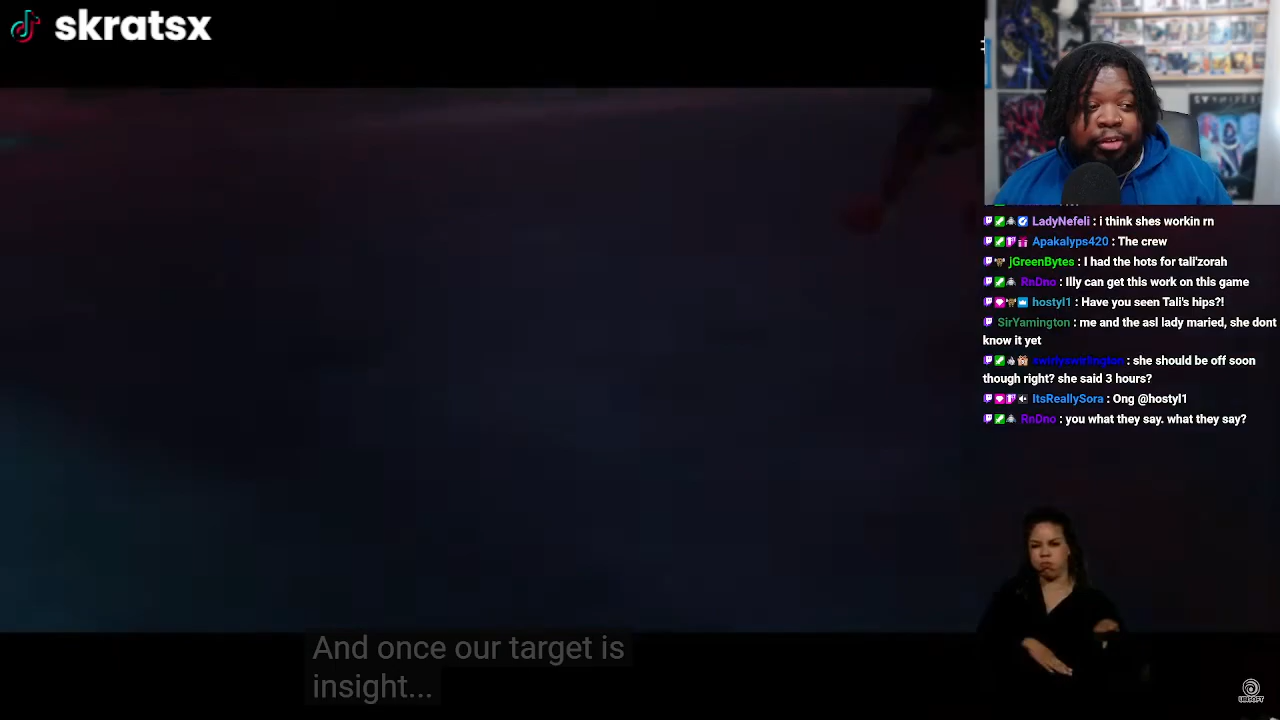 skratsx
LadyNefeli : i think shes workin rn
Apakalyps420 : The crew
jGreenBytes : I had the hots for tali'zorah
RnDno : Illy can get this work on this game
hostyl1 : Have you seen Tali's hips?!
SirYamington : me and the asl lady maried, she dont
know it yet
swirlyswirlington : she should be off soon
though right? she said 3 hours?
ItsReallySora : Ong @hostyl1
RnDno : you what they say. what they say?
And once our target is
insight...
UBISOFT